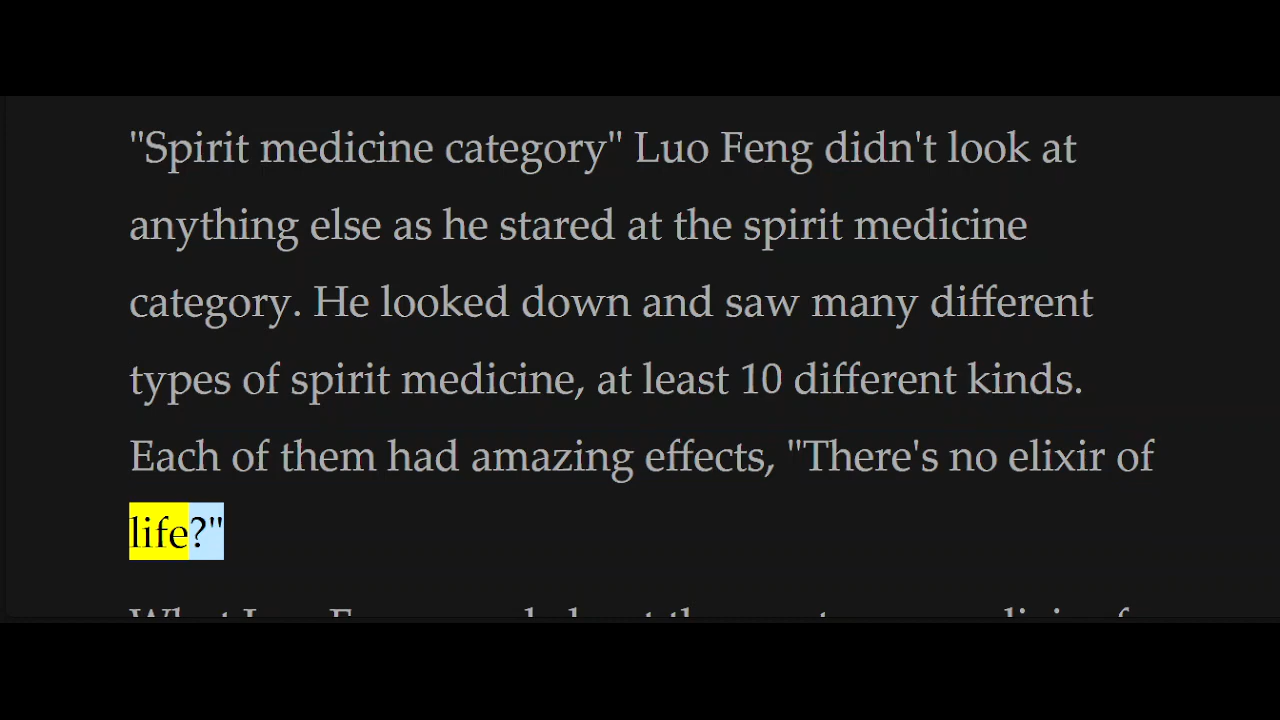 "Spirit medicine category" Luo Feng didn't look at
anything else as he stared at the spirit medicine
category. He looked down and saw many different
types of spirit medicine, at least 10 different kinds.
Each of them had amazing effects, "There's no elixir of
life?"